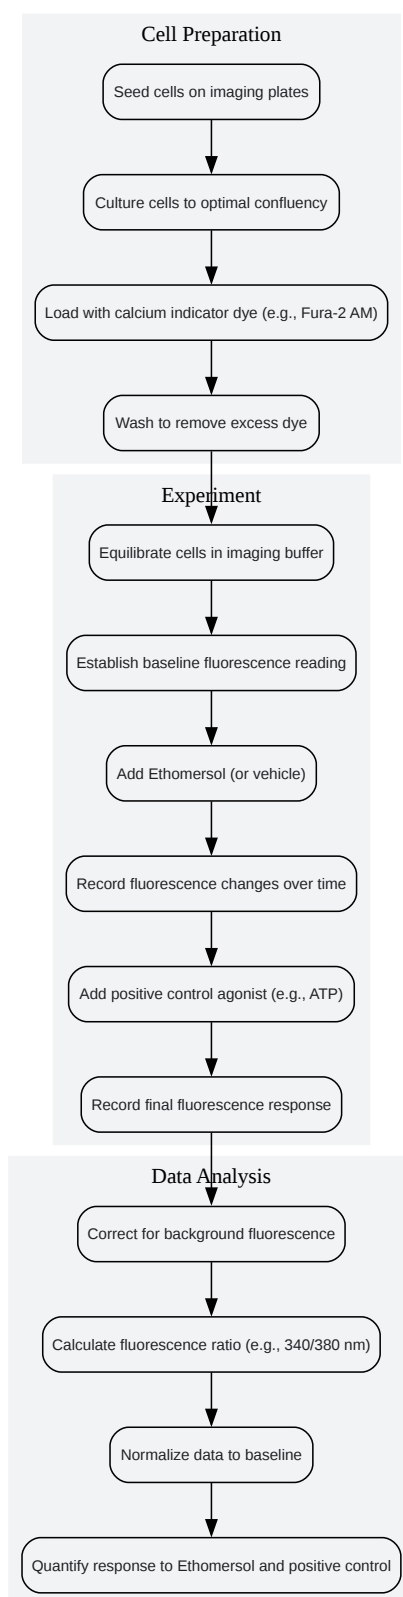 Cell Preparation
Seed cells on imaging plates
Culture cells to optimal confluency
Load with calcium indicator dye (e.g., Fura-2 AM)
Wash to remove excess dye
Experiment
Equilibrate cells in imaging buffer
Establish baseline fluorescence reading
Add Ethomersol (or vehicle)
Record fluorescence changes over time
Add positive control agonist (e.g., ATP)
Record final fluorescence response
Data Analysis
Correct for background fluorescence
Calculate fluorescence ratio (e.g., 340/380 nm)
Normalize data to baseline
Quantify response to Ethomersol and positive control